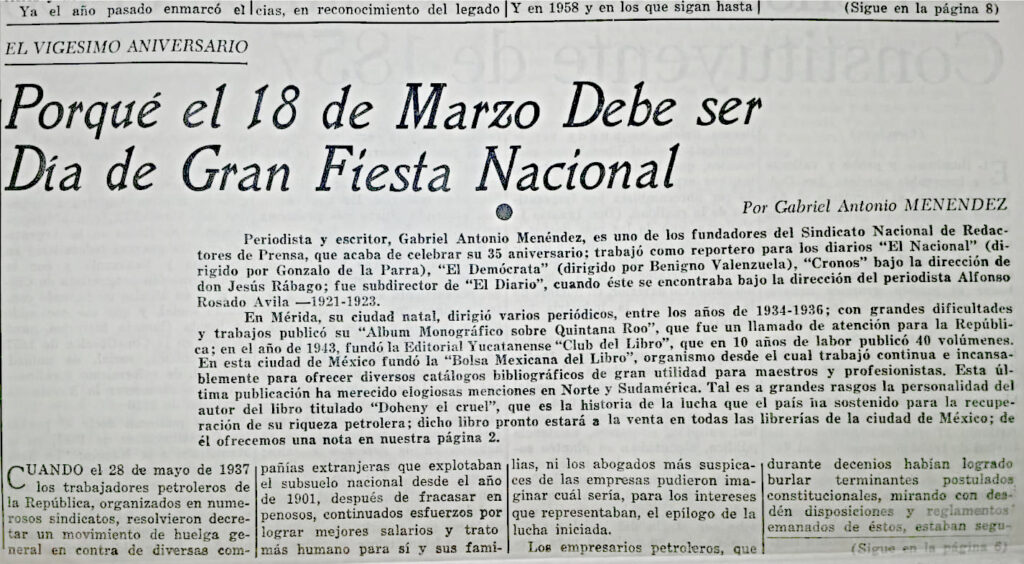 Ya el año pasado enmarcó el
cias, en reconocimiento del legado
Y en 1958 y en los que sigan hasta
(Sigue en la página 8)
EL VIGESIMO ANIVERSARIO
Porqué el 18 de Marzo Debe ser
Día de Gran Fiesta Nacional
Por Gabriel Antonio MENENDEZ
Periodista y escritor, Gabriel Antonio Menéndez, es uno de los fundadores del Sindicato Nacional de Redac-
tores de Prensa, que acaba de celebrar su 35 aniversario; trabajó como reportero para los diarios "El Nacional" (di-
rigido por Gonzalo de la Parra), "El Demócrata" (dirigido por Benigno Valenzuela), "Cronos" bajo la dirección de
don Jesús Rábago; fue subdirector de "El Diario", cuando éste se encontraba bajo la dirección del periodista Alfonso
Rosado Avila —1921-1923.
En Mérida, su ciudad natal, dirigió varios periódicos, entre los años de 1934-1936; con grandes dificultades
y trabajos publicó su "Album Monográfico sobre Quintana Roo", que fue un llamado de atención para la Repúbli-
ca; en el año de 1943, fundó la Editorial Yucatanense "Club del Libro", que en 10 años de labor publicó 40 volúmenes.
En esta ciudad de México fundó la "Bolsa Mexicana del Libro", organismo desde el cual trabajó continua e incansa-
blemente para ofrecer diversos catálogos bibliográficos de gran utilidad para maestros y profesionistas. Esta úl-
tima publicación ha merecido elogiosas menciones en Norte y Sudamérica. Tal es a grandes rasgos la personalidad del
autor del libro titulado "Doheny el cruel", que es la historia de la lucha que el país ha sostenido para la recupe-
ración de su riqueza petrolera; dicho libro pronto estará a la venta en todas las librerías de la ciudad de México; de
él ofrecemos una nota en nuestra página 2.
CUANDO el 28 de mayo de 1937
los trabajadores petroleros de
la República, organizados en nume-
rosos sindicatos, resolvieron decre-
tar un movimiento de huelga ge-
neral en contra de diversas com-
pañías extranjeras que explotaban
el subsuelo nacional desde el año
de 1901, después de fracasar en
penosos, continuados esfuerzos por
lograr mejores salarios y trato
más humano para sí y sus fami-
lias, ni los abogados más suspica-
ces de las empresas pudieron ima-
ginar cuál sería, para los intereses
que representaban, el epílogo de la
lucha iniciada.
Los empresarios petroleros, que
durante decenios habían logrado
burlar terminantes postulados
constitucionales, mirando con des-
dén disposiciones y reglamentos
emanados de éstos, estaban segu-
(Sigue en la página 6)